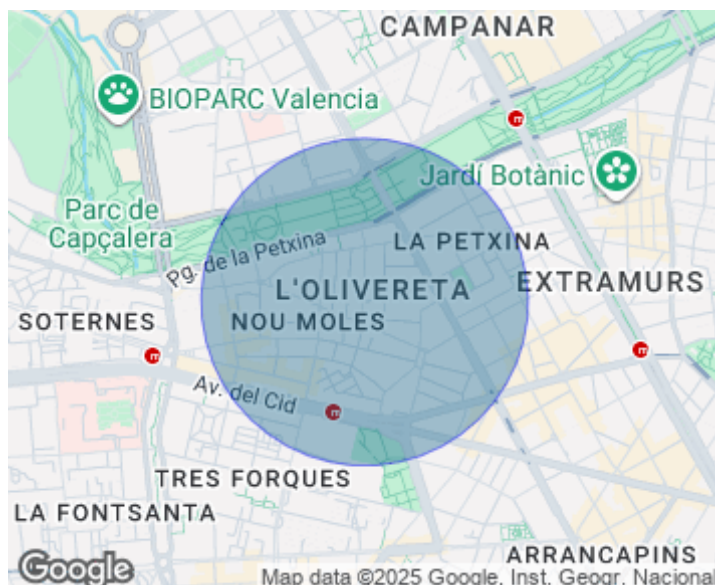 CAMPANAR
BIOPARC Valencia
Jardí Botànic
Parc de
Capçalera
Pg. de la Petxina
LA PETXINA
L'OLIVERETA
EXTRAMURS
SOTERNES
NOU MOLES
Av. del Cid
TRES FORQUES
LA FONTSANTA
ARRANCAPINS
Google
Map data ©2025 Google, Inst. Geogr. Nacional